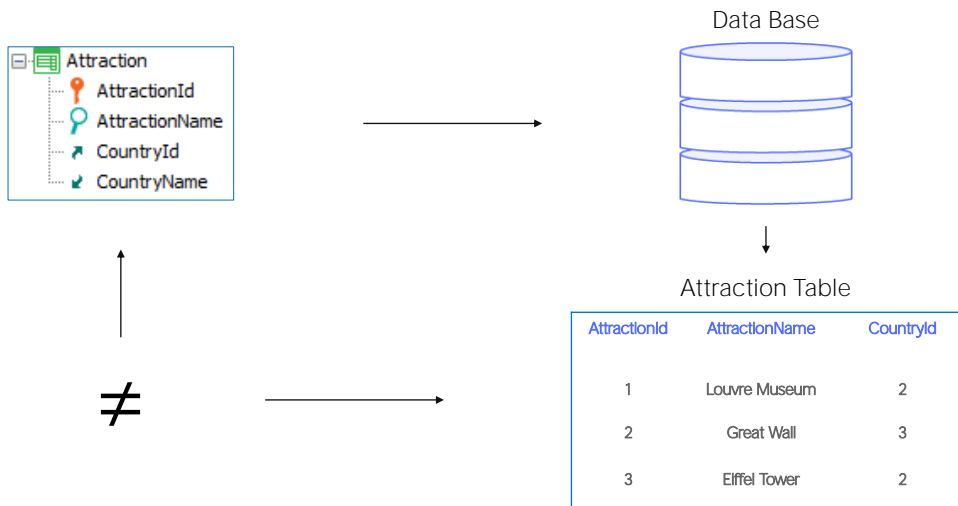 Data Base
Attraction
AttractionId
AttractionName
CountryId
CountryName
Attraction Table
AttractionId AttractionName CountryId
1 Louvre Museum 2
2 Great Wall 3
3 Eiffel Tower 2
≠